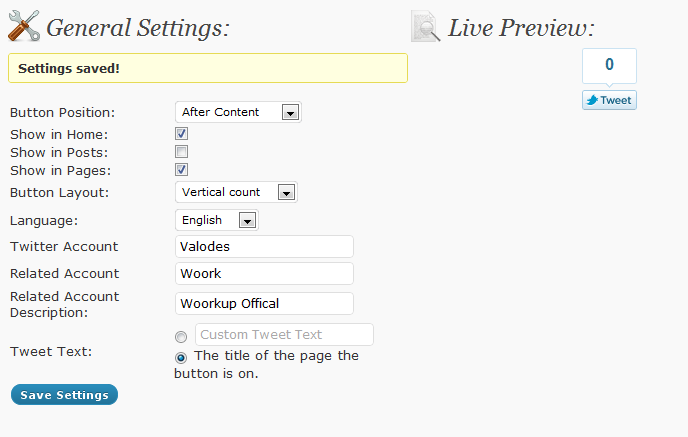 General Settings:
Live Preview:
Settings saved!
0
Tweet
Button Position:
After Content
Show in Home:
Show in Posts:
Show in Pages:
Button Layout:
Vertical count
Language:
English
Twitter Account
Valodes
Related Account
Woork
Related Account
Description:
Woorkup Offical
Custom Tweet Text
Tweet Text:
The title of the page the
button is on.
Save Settings